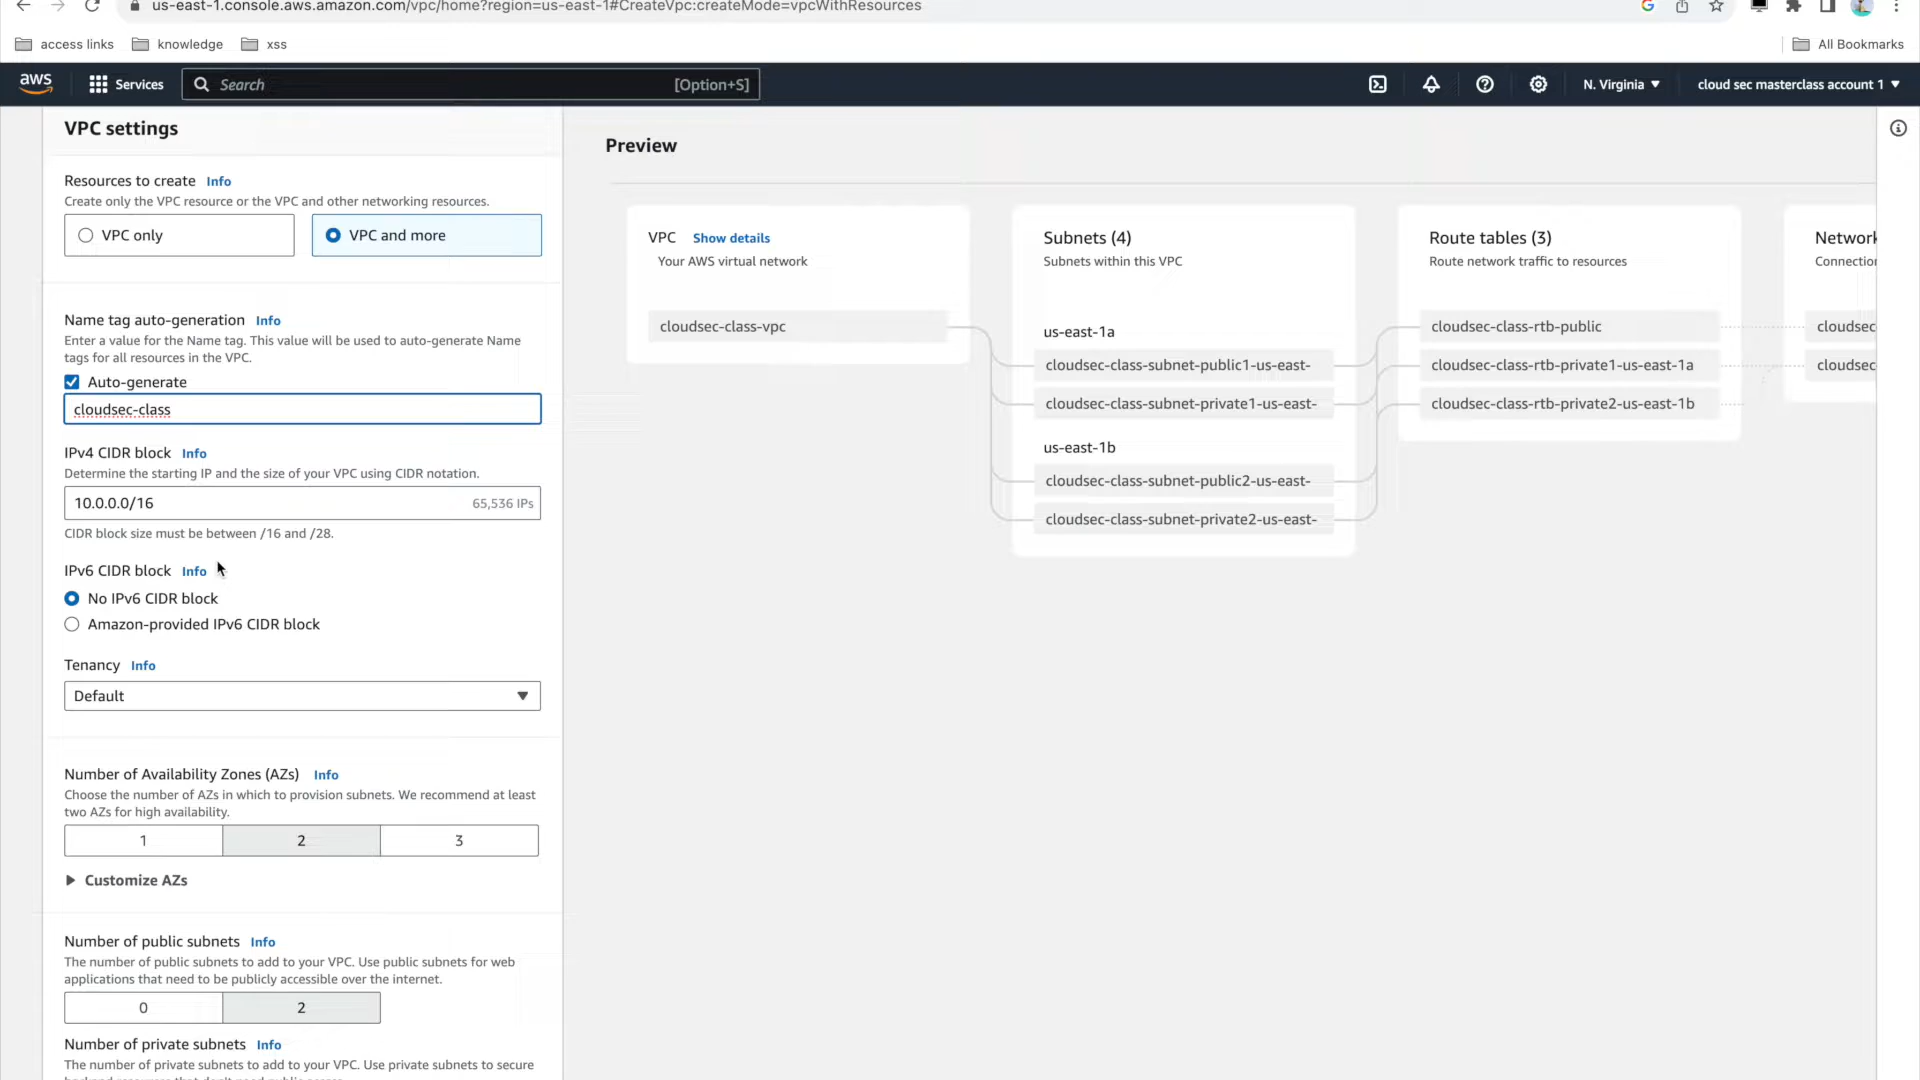 us-east-1.console.aws.amazon.com/vpc/home?region=us-east-1#CreateVpc:createMode=vpcWithResources
access links
knowledge
xss
All Bookmarks
aws
Services
Search
[Option+S]
N. Virginia
cloud sec masterclass account 1
VPC settings
Resources to create Info
Create only the VPC resource or the VPC and other networking resources.
VPC only
VPC and more
Name tag auto-generation Info
Enter a value for the Name tag. This value will be used to auto-generate Name
tags for all resources in the VPC.
Auto-generate
cloudsec-class
IPv4 CIDR block Info
Determine the starting IP and the size of your VPC using CIDR notation.
10.0.0.0/16
65,536 IPs
CIDR block size must be between /16 and /28.
IPv6 CIDR block Info
No IPv6 CIDR block
Amazon-provided IPv6 CIDR block
Tenancy Info
Default
Number of Availability Zones (AZs) Info
Choose the number of AZs in which to provision subnets. We recommend at least
two AZs for high availability.
1
2
3
Customize AZs
Number of public subnets Info
The number of public subnets to add to your VPC. Use public subnets for web
applications that need to be publicly accessible over the internet.
0
2
Number of private subnets Info
The number of private subnets to add to your VPC. Use private subnets to secure
Preview
VPC Show details
Your AWS virtual network
cloudsec-class-vpc
Subnets (4)
Subnets within this VPC
us-east-1a
cloudsec-class-subnet-public1-us-east-
cloudsec-class-subnet-private1-us-east-
us-east-1b
cloudsec-class-subnet-public2-us-east-
cloudsec-class-subnet-private2-us-east-
Route tables (3)
Route network traffic to resources
cloudsec-class-rtb-public
cloudsec-class-rtb-private1-us-east-1a
cloudsec-class-rtb-private2-us-east-1b
Network
Connection
cloudsec
cloudsec